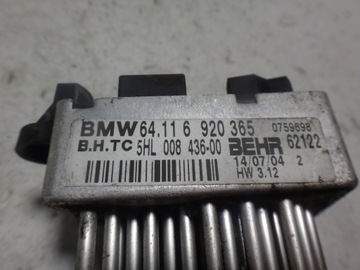 BMW 64.11 6 920 365 0759698
B.H.TC 5HL 008 436-00 BEHR 62122
14/07/04 2
HW 3.12